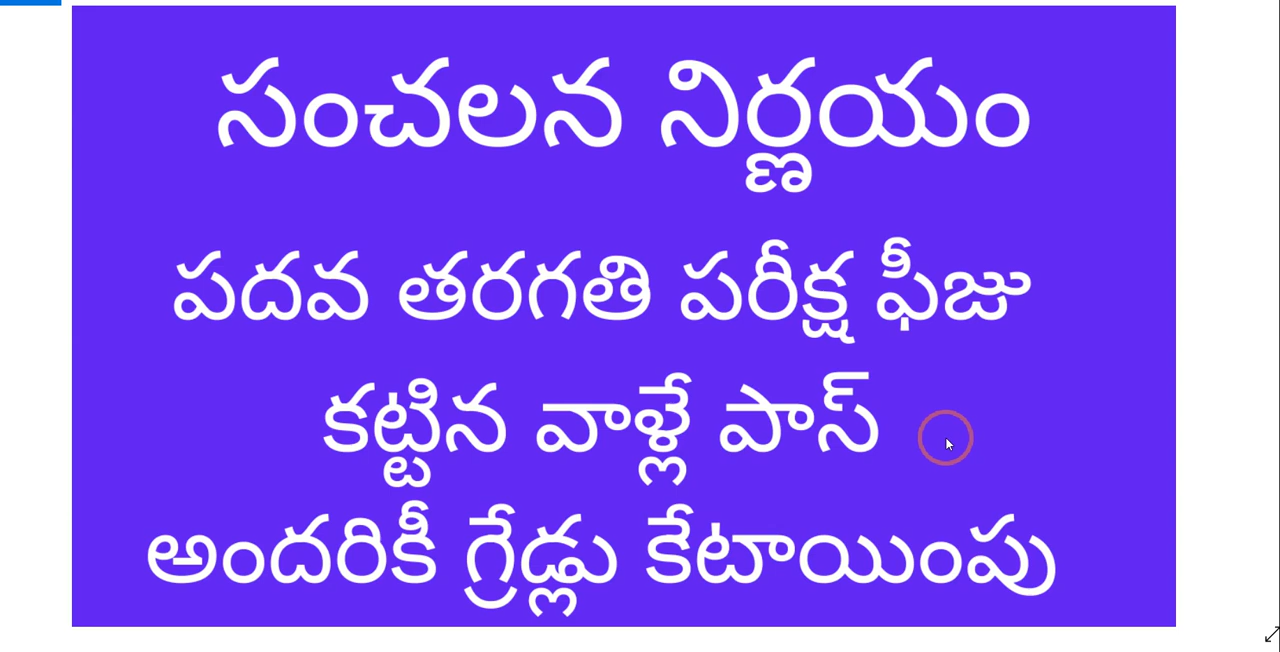 సంచలన నిర్ణయం
పదవ తరగతి పరీక్ష ఫీజు
కట్టిన వాళ్లే పాస్
అందరికీ గ్రేడ్లు కేటాయింపు